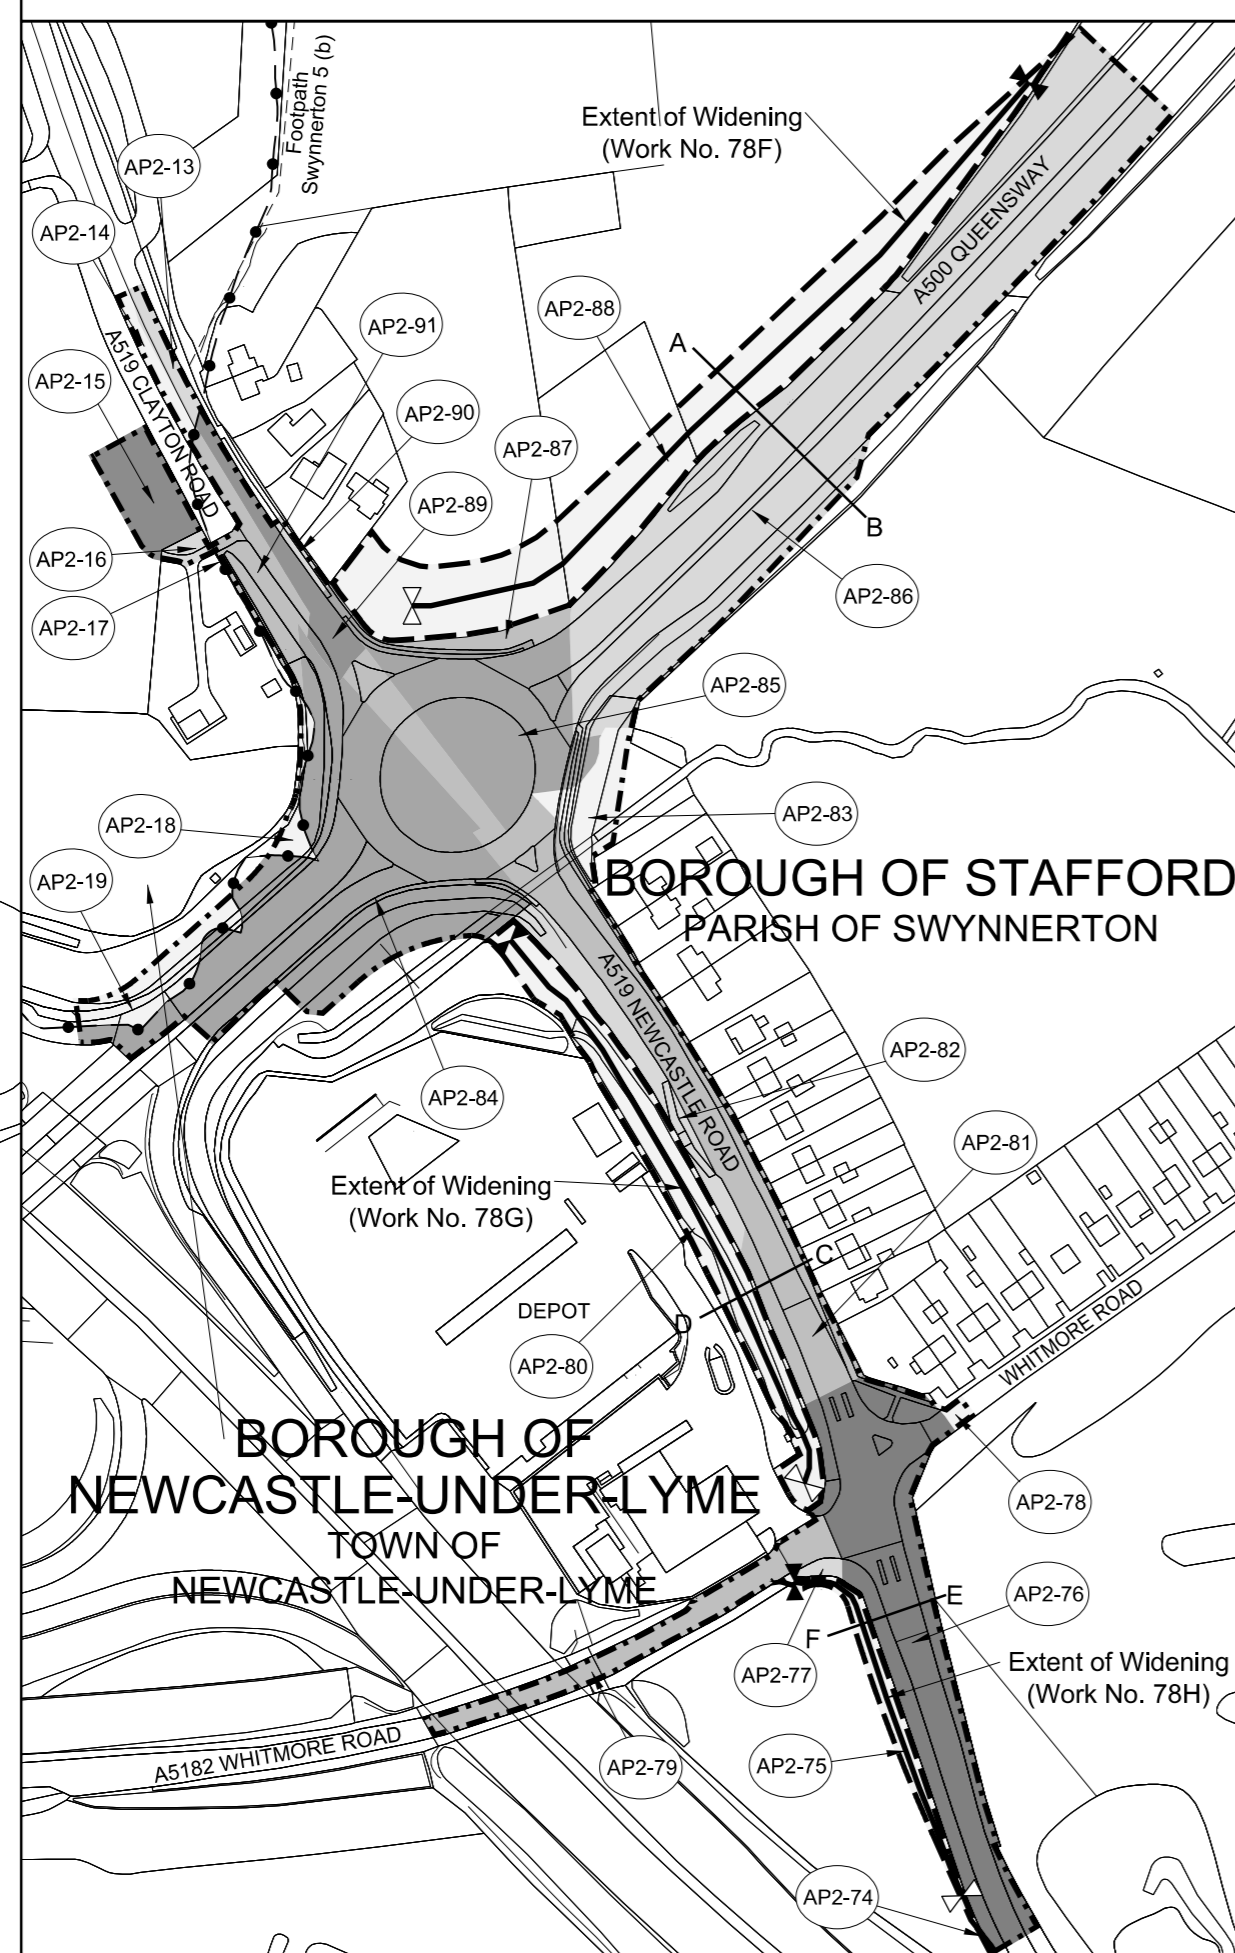 Footpath
Swynnerton 5 (b)
Extent of Widening
(Work No. 78F)
AP2-13
AP2-14
A500 QUEENSWAY
AP2-88
AP2-91
A
A519 CLAYTON ROAD
AP2-15
AP2-90
AP2-87
AP2-89
B
AP2-16
AP2-86
AP2-17
AP2-85
AP2-18
AP2-83
AP2-19
BOROUGH OF STAFFORD
PARISH OF SWYNNERTON
A519 NEWCASTLE ROAD
AP2-82
AP2-84
AP2-81
Extent of Widening
(Work No. 78G)
C
DEPOT
D
WHITMORE ROAD
AP2-80
BOROUGH OF
NEWCASTLE-UNDER-LYME
TOWN OF
NEWCASTLE-UNDER-LYME
AP2-78
AP2-76
E
F
AP2-77
Extent of Widening
(Work No. 78H)
A5182 WHITMORE ROAD
AP2-79
AP2-75
AP2-74